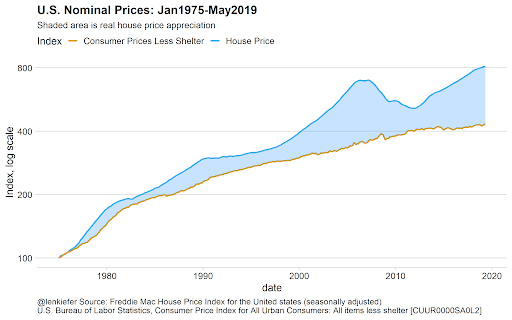 U.S. Nominal Prices: Jan1975-May2019
Shaded area is real house price appreciation
Index Consumer Prices Less Shelter House Price
800
400
200
100
Index, log scale
1980 1990 2000 2010 2020
date
@lenkiefer Source: Freddie Mac House Price Index for the United states (seasonally adjusted)
U.S. Bureau of Labor Statistics, Consumer Price Index for All Urban Consumers: All items less shelter [CUUR0000SA0L2]